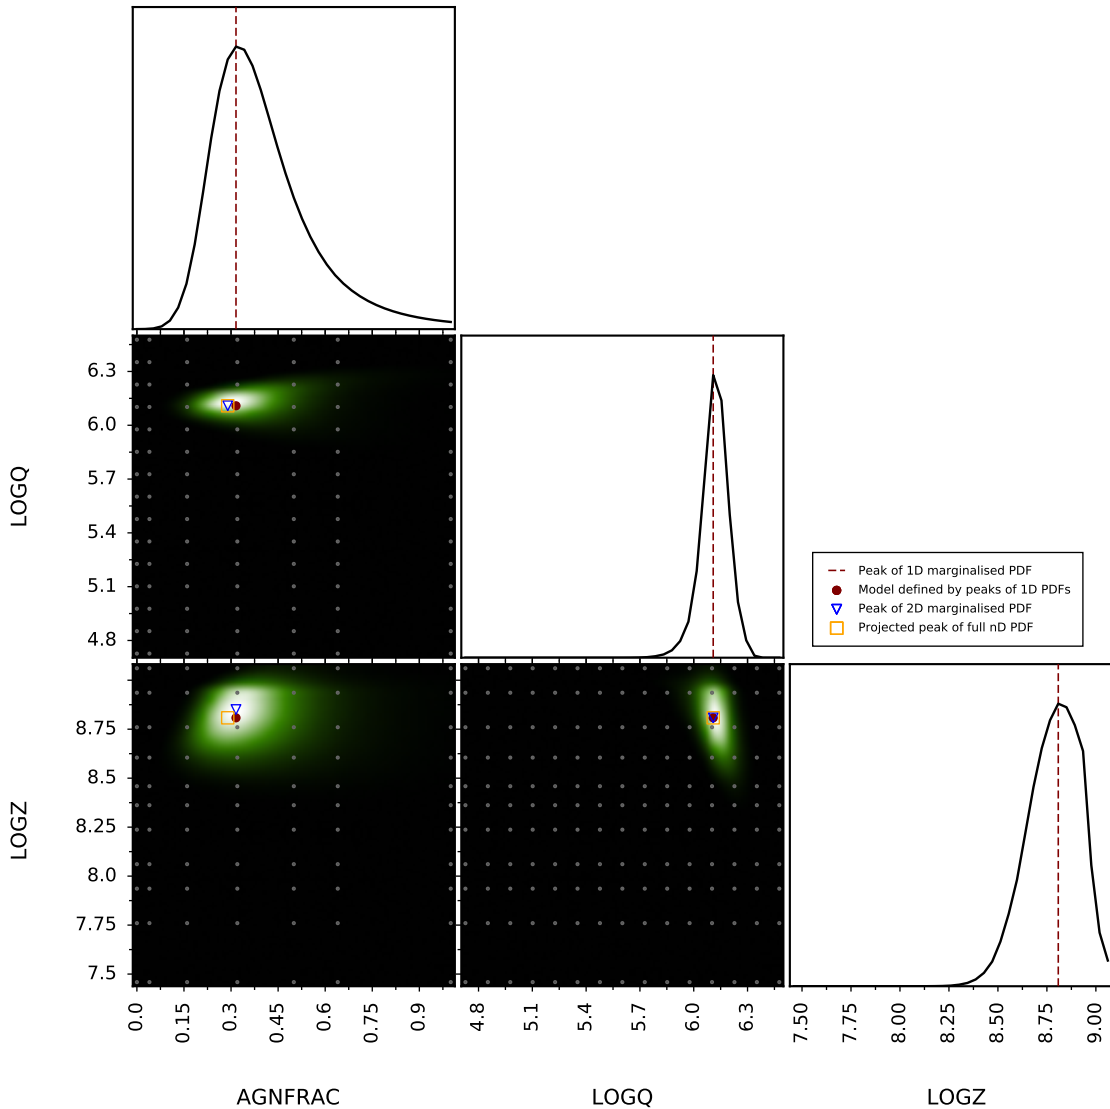 6.3
6.0
5.7
5.4
5.1
4.8
LOGQ
Peak of 1D marginalised PDF
Model defined by peaks of 1D PDFs
Peak of 2D marginalised PDF
Projected peak of full nD PDF
8.75
8.5
8.25
8.0
7.75
7.5
LOGZ
0.0 0.15 0.3 0.45 0.6 0.75 0.9
4.8 5.1 5.4 5.7 6.0 6.3
7.50 7.75 8.00 8.25 8.50 8.75 9.00
AGNFRAC LOGQ LOGZ